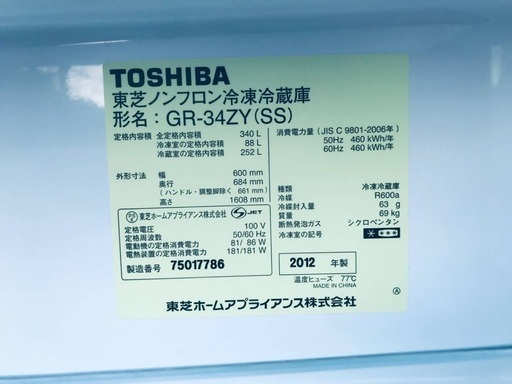 TOSHIBA
東芝ノンフロン冷凍冷蔵庫
形名：GR-34ZY(SS)
定格内容積 全定格内容積 340 L
冷凍室の定格内容積 88 L
冷蔵室の定格内容積 252 L
消費電力量(JIS C 9801-2006年)
50Hz 460 kWh/年
60Hz 460 kWh/年
外形寸法 幅 600 mm
奥行 684 mm
(ハンドル・調整脚除く 661 mm)
高さ 1608 mm
種類 冷凍冷蔵庫
冷媒 R600a
冷媒封入量 63 g
質量 69 kg
断熱発泡ガス シクロペンタン
冷凍室の記号
東芝ホームアプライアンス株式会社 JET
定格電圧 100 V
定格周波数 50/60 Hz
電動機の定格消費電力 81/ 86 W
電熱装置の定格消費電力 181/181 W
製造番号 75017786
2012 年製
温度ヒューズ 77℃
MADE IN CHINA
A
東芝ホームアプライアンス株式会社